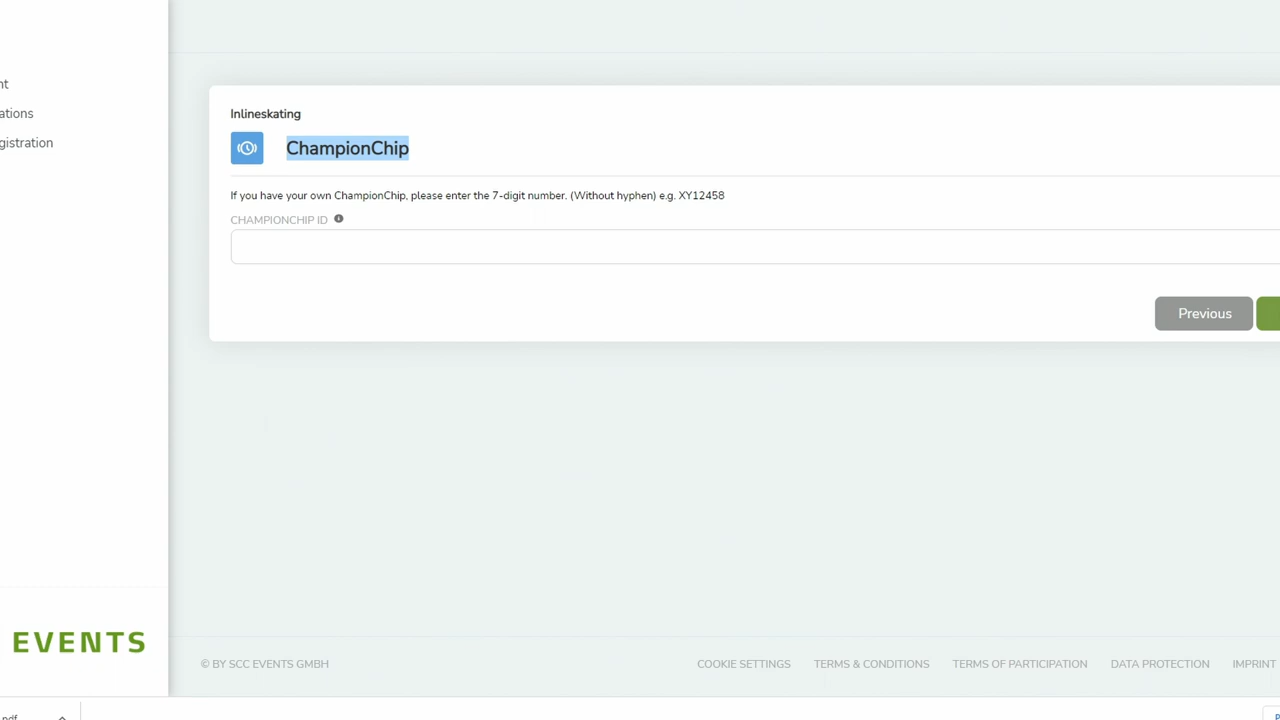 nt
ations
gistration
Inlineskating
ChampionChip
If you have your own ChampionChip, please enter the 7-digit number. (Without hyphen) e.g. XY12458
CHAMPIONCHIP ID
Previous
EVENTS
© BY SCC EVENTS GMBH
COOKIE SETTINGS
TERMS & CONDITIONS
TERMS OF PARTICIPATION
DATA PROTECTION
IMPRINT